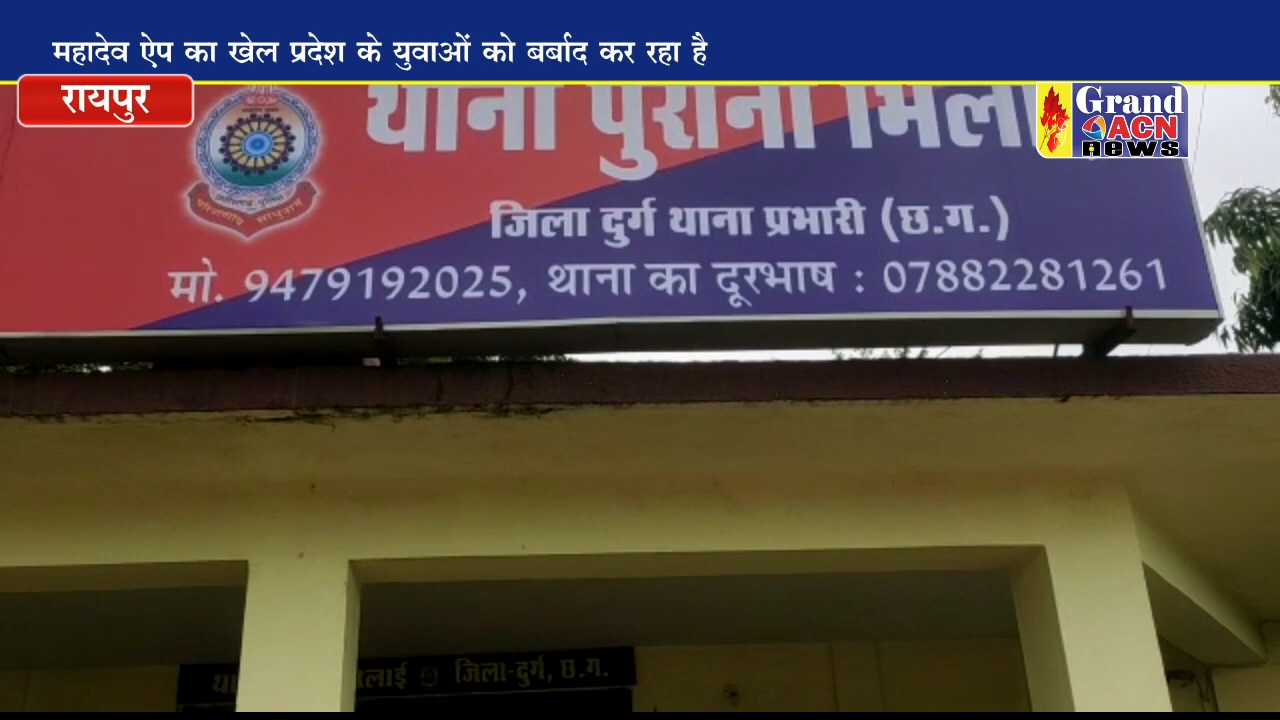 महादेव ऐप का खेल प्रदेश के युवाओं को बर्बाद कर रहा है
रायपुर
Grand
ACN
news
थाना पुराना भिला
जिला दुर्ग थाना प्रभारी (छ.ग.)
मो. 9479192025, थाना का दूरभाष : 07882281261
लाई जिला-दुर्ग, छ.ग.